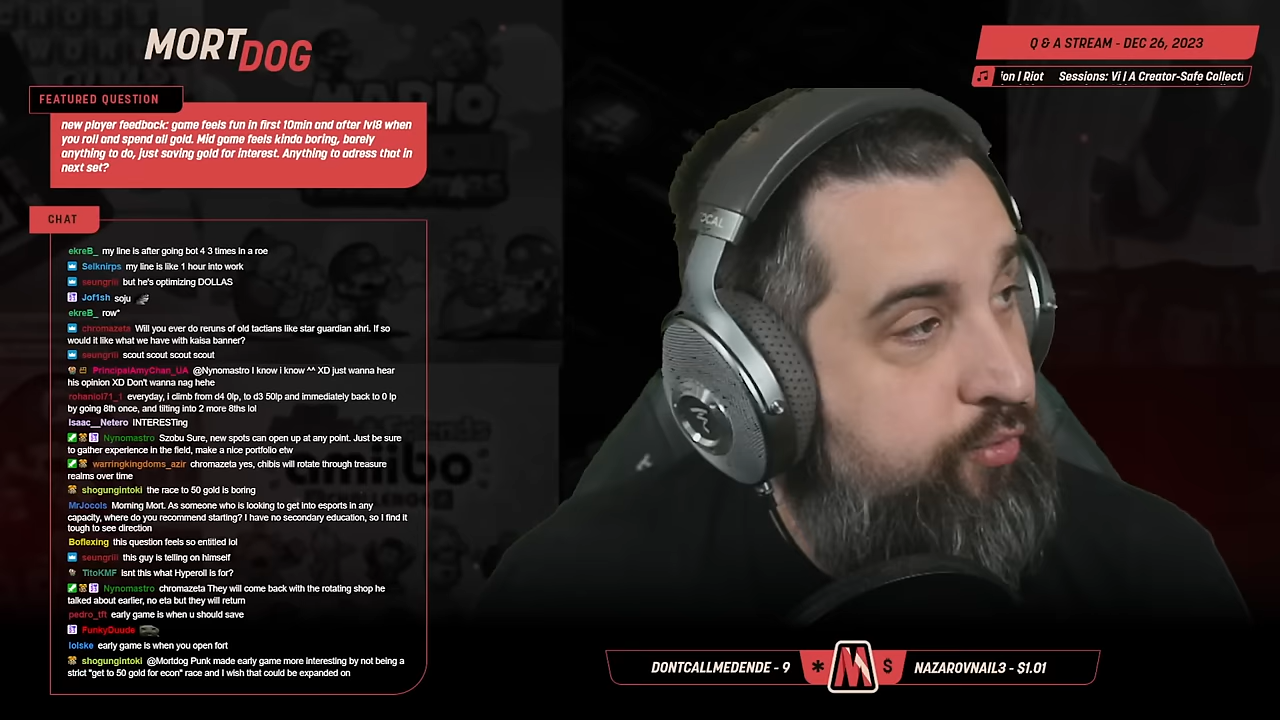 MORTDOG
Q & A STREAM - DEC 26, 2023
ion | Riot Sessions: Vi | A Creator-Safe Collecti
FEATURED QUESTION
new player feedback: game feels fun in first 10min and after lvl8 when
you roll and spend all gold. Mid game feels kinda boring, barely
anything to do, just saving gold for interest. Anything to adress that in
next set?
CHAT
ekreB_ my line is after going bot 4 3 times in a roe
Selknirps my line is like 1 hour into work
seungriii but he's optimizing DOLLAS
Jof1sh soju
ekreB_ row*
chromazeta Will you ever do reruns of old tactians like star guardian ahri. If so
would it like what we have with kaisa banner?
seungriii scout scout scout scout
PrincipalAmyChan_UA @Nynomastro I know i know ^^ XD just wanna hear
his opinion XD Don't wanna nag hehe
rohaniol71_1 everyday, i climb from d4 0lp, to d3 50lp and immediately back to 0 lp
by going 8th once, and tilting into 2 more 8ths lol
Isaac__Netero INTERESTing
Nynomastro Szobu Sure, new spots can open up at any point. Just be sure
to gather experience in the field, make a nice portfolio etw
warringkingdoms_azir chromazeta yes, chibis will rotate through treasure
realms over time
shogungintoki the race to 50 gold is boring
MrJocols Morning Mort. As someone who is looking to get into esports in any
capacity, where do you recommend starting? I have no secondary education, so I find it
tough to see direction
Boflexing this question feels so entitled lol
seungriii this guy is telling on himself
TitoKMF Isnt this what Hyperoll is for?
Nynomastro chromazeta They will come back with the rotating shop he
talked about earlier, no eta but they will return
pedro_tft early game is when u should save
FunkyDuude
lolske early game is when you open fort
shogungintoki @Mortdog Punk made early game more interesting by not being a
strict "get to 50 gold for econ" race and I wish that could be expanded on
DONTCALLMEDENDE - 9 * M $ NAZAROVNAIL3 - $1.01